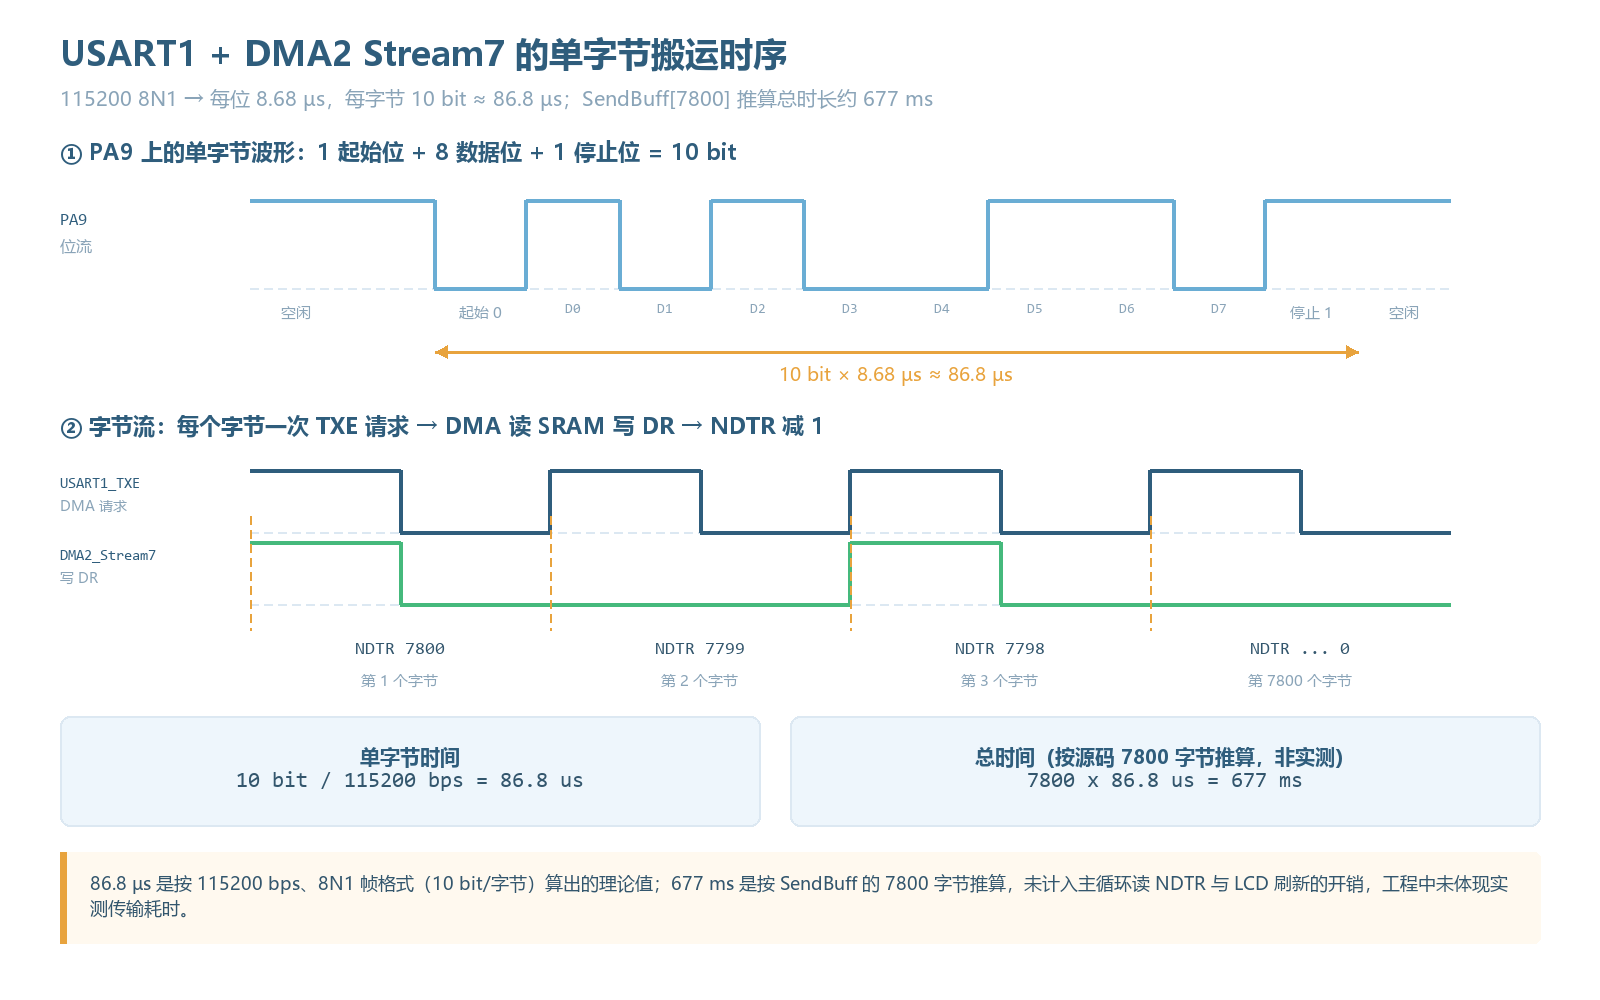 USART1 + DMA2 Stream7 的单字节搬运时序
115200 8N1 → 每位 8.68 μs，每字节 10 bit ≈ 86.8 μs；SendBuff[7800] 推算总时长约 677 ms
① PA9 上的单字节波形：1 起始位 + 8 数据位 + 1 停止位 = 10 bit
PA9
位流
空闲 起始 0 D0 D1 D2 D3 D4 D5 D6 D7 停止 1 空闲
10 bit × 8.68 μs ≈ 86.8 μs
② 字节流：每个字节一次 TXE 请求 → DMA 读 SRAM 写 DR → NDTR 减 1
USART1_TXE
DMA 请求
DMA2_Stream7
写 DR
NDTR 7800 NDTR 7799 NDTR 7798 NDTR ... 0
第 1 个字节 第 2 个字节 第 3 个字节 第 7800 个字节
单字节时间
10 bit / 115200 bps = 86.8 us
总时间（按源码 7800 字节推算，非实测）
7800 x 86.8 us = 677 ms
86.8 μs 是按 115200 bps、8N1 帧格式（10 bit/字节）算出的理论值；677 ms 是按 SendBuff 的 7800 字节推算，未计入主循环读 NDTR 与 LCD 刷新的开销，工程中未体现实
测传输耗时。